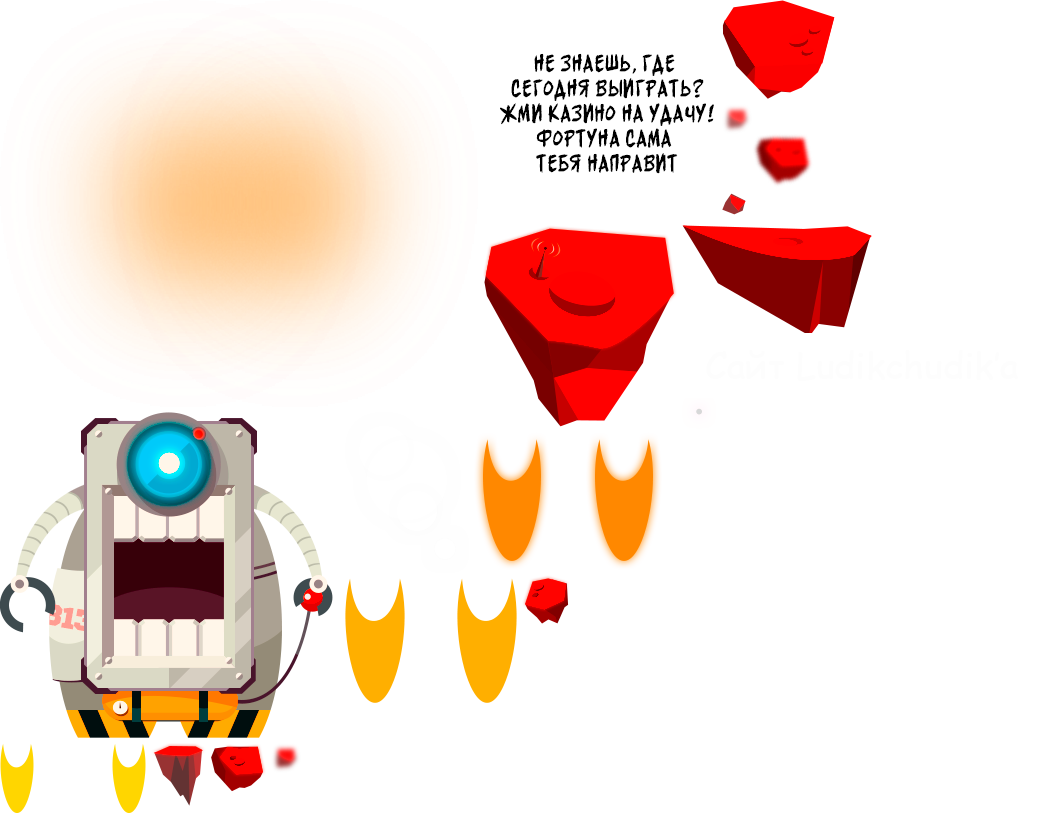 НЕ ЗНАЕШЬ, ГДЕ
СЕГОДНЯ ВЫИГРАТЬ?
ЖМИ КАЗИНО НА УДАЧУ!
ФОРТУНА САМА
ТЕБЯ НАПРАВИТ
Сайт Ludikchudik'a
313